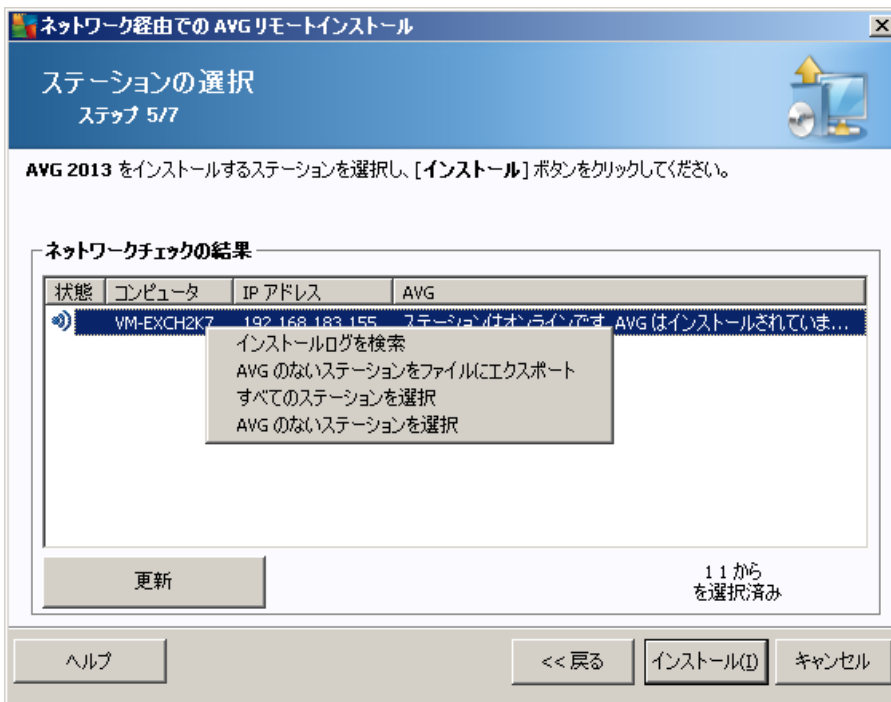 ネットワーク経由での AVG リモートインストール
ステーションの選択
ステップ 5/7
AVG 2013 をインストールするステーションを選択し、[インストール] ボタンをクリックしてください。
ネットワークチェックの結果
状態 コンピュータ IP アドレス AVG
VM-EXCH2K7 192.168.183.155 ステーションはオンラインです。AVG はインストールされていま...
インストールログを検索
AVG のないステーションをファイルにエクスポート
すべてのステーションを選択
AVG のないステーションを選択
更新
1 1 から
を選択済み
ヘルプ << 戻る インストール(I) キャンセル